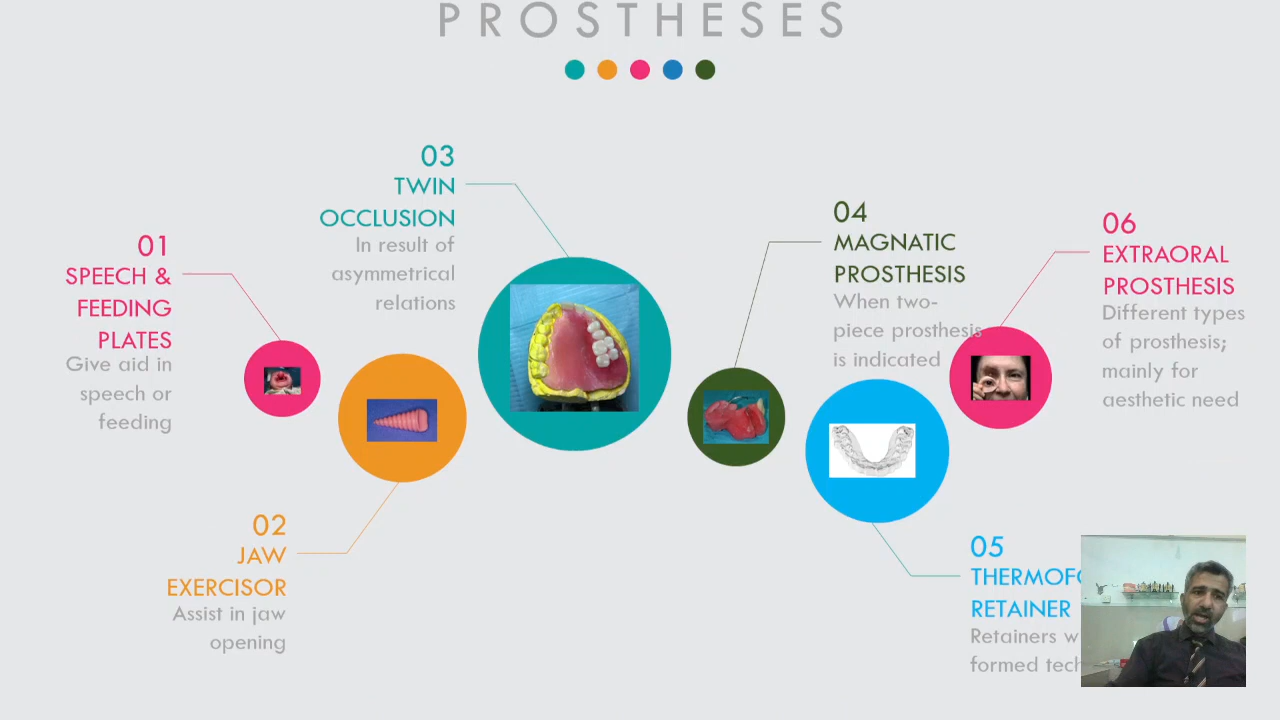 PROSTHESES
01
SPEECH &
FEEDING
PLATES
Give aid in
speech or
feeding
02
JAW
EXERCISOR
Assist in jaw
opening
03
TWIN
OCCLUSION
In result of
asymmetrical
relations
04
MAGNATIC
PROSTHESIS
When two-
piece prosthesis
is indicated
05
RETAINER
Retainers
formed
06
EXTRAORAL
PROSTHESIS
Different types
of prosthesis;
mainly for
aesthetic need